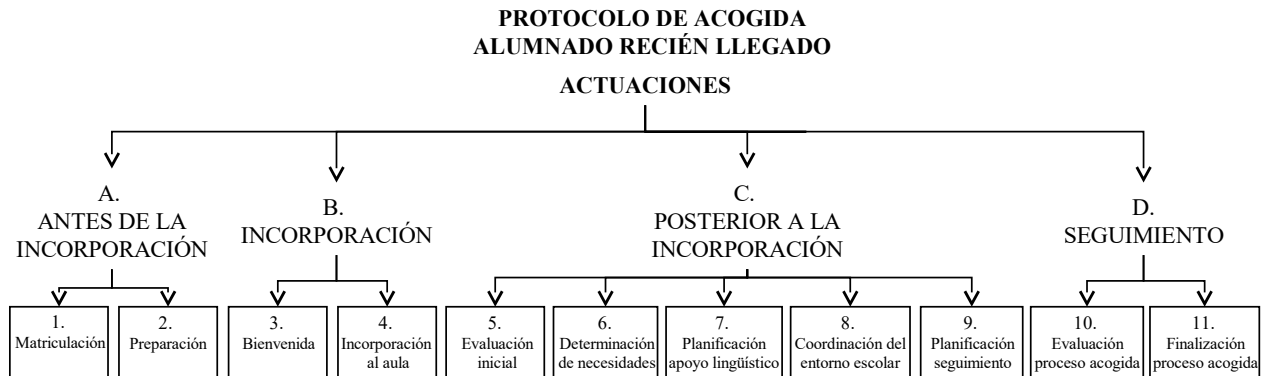 PROTOCOLO DE ACOGIDA
ALUMNADO RECIÉN LLEGADO
ACTUACIONES
A.
ANTES DE LA
INCORPORACIÓN
B.
INCORPORACIÓN
C.
POSTERIOR A LA
INCORPORACIÓN
D.
SEGUIMIENTO
1.
Matriculación
2.
Preparación
3.
Bienvenida
4.
Incorporación
al aula
5.
Evaluación
inicial
6.
Determinación
de necesidades
7.
Planificación
apoyo lingüístico
8.
Coordinación del
entorno escolar
9.
Planificación
seguimiento
10.
Evaluación
proceso acogida
11.
Finalización
proceso acogida